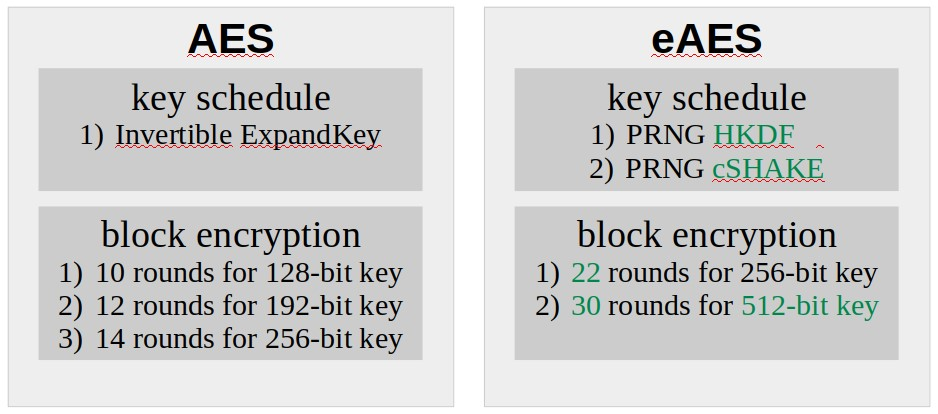 AES
key schedule
1) Invertible ExpandKey
block encryption
1) 10 rounds for 128-bit key
2) 12 rounds for 192-bit key
3) 14 rounds for 256-bit key
eAES
key schedule
1) PRNG HKDF
2) PRNG cSHAKE
block encryption
1) 22 rounds for 256-bit key
2) 30 rounds for 512-bit key